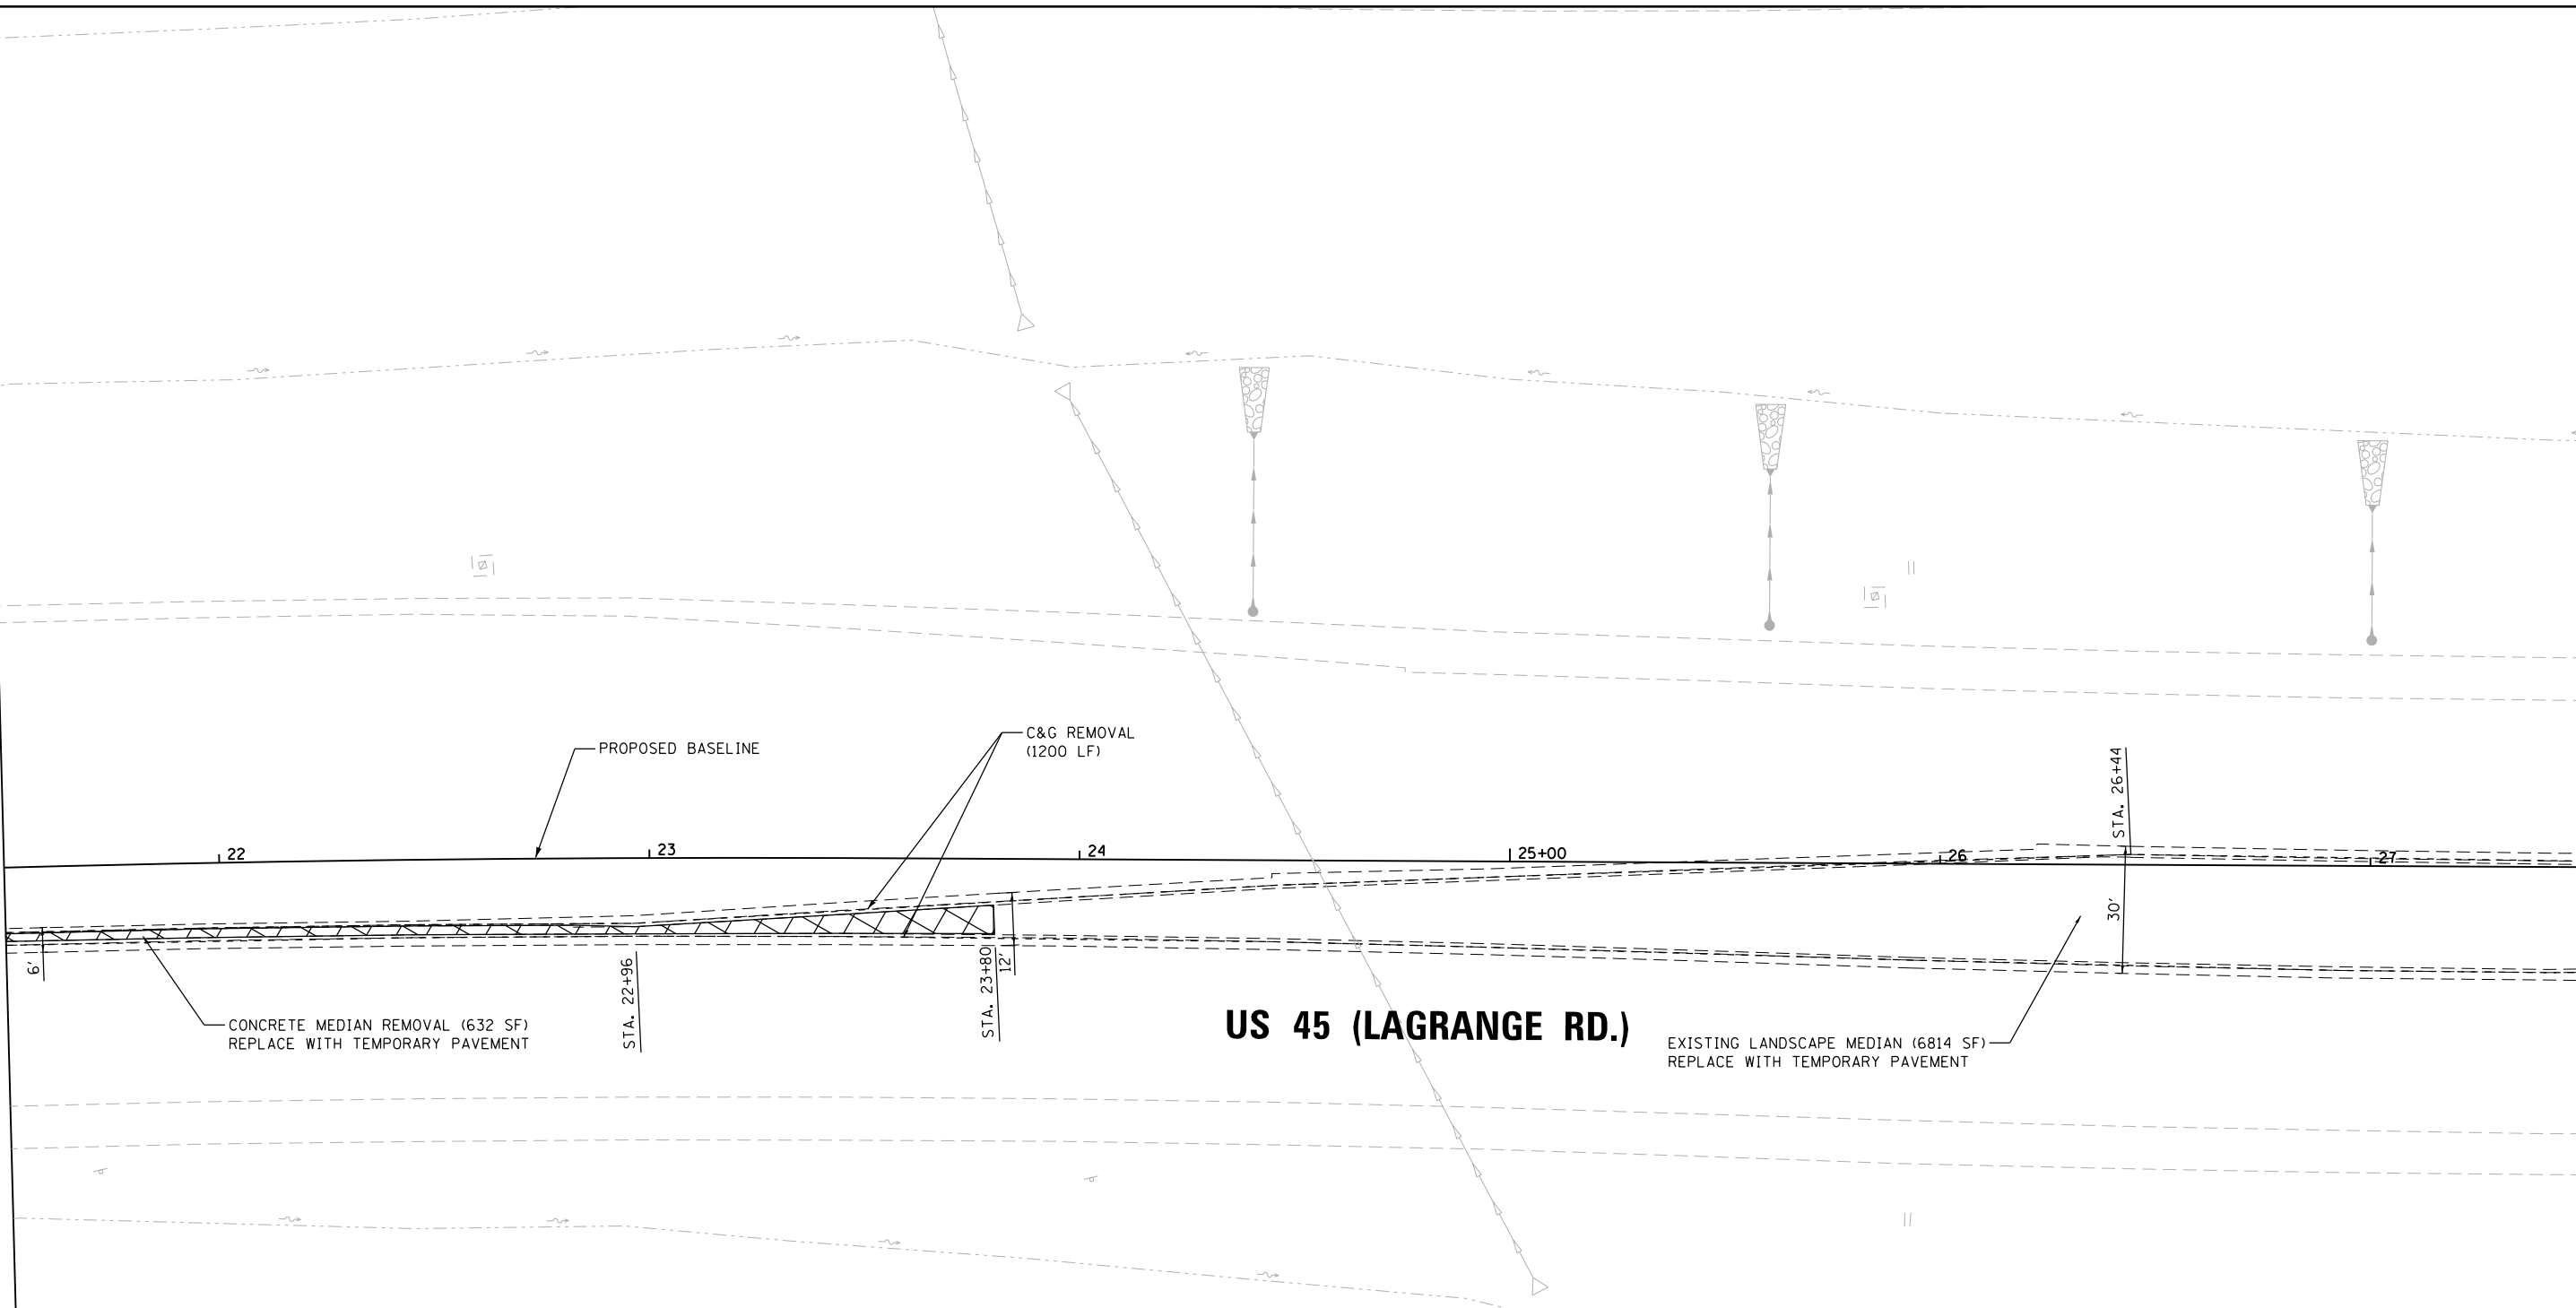 C&G REMOVAL
(1200 LF)
PROPOSED BASELINE
STA. 26+44
22
23
24
25+00
26
27
6'
12'
30'
STA. 22+96
STA. 23+80
CONCRETE MEDIAN REMOVAL (632 SF)
REPLACE WITH TEMPORARY PAVEMENT
US 45 (LAGRANGE RD.)
EXISTING LANDSCAPE MEDIAN (6814 SF)
REPLACE WITH TEMPORARY PAVEMENT